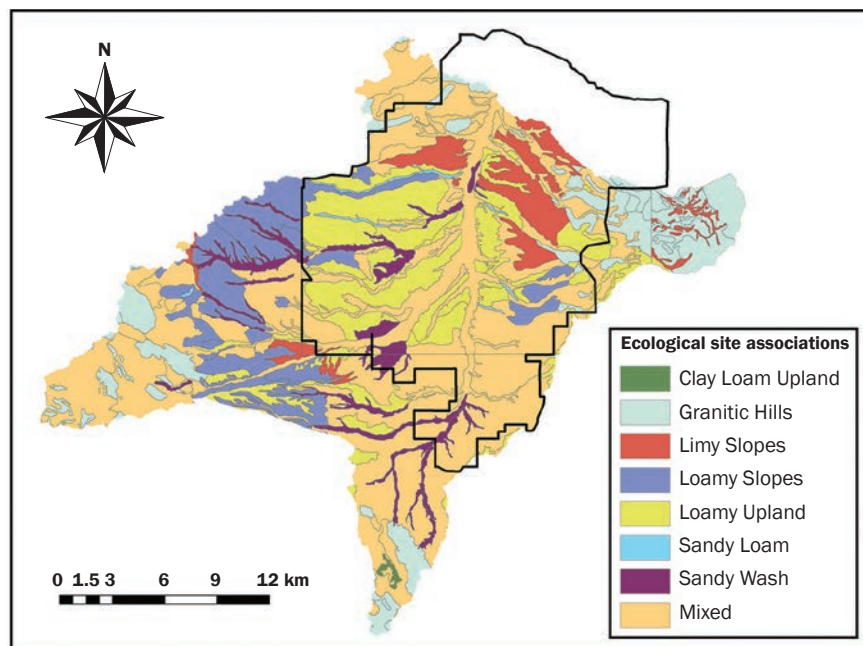 N
Ecological site associations
Clay Loam Upland
Granitic Hills
Limy Slopes
Loamy Slopes
Loamy Upland
Sandy Loam
Sandy Wash
Mixed
0 1.5 3 6 9 12 km